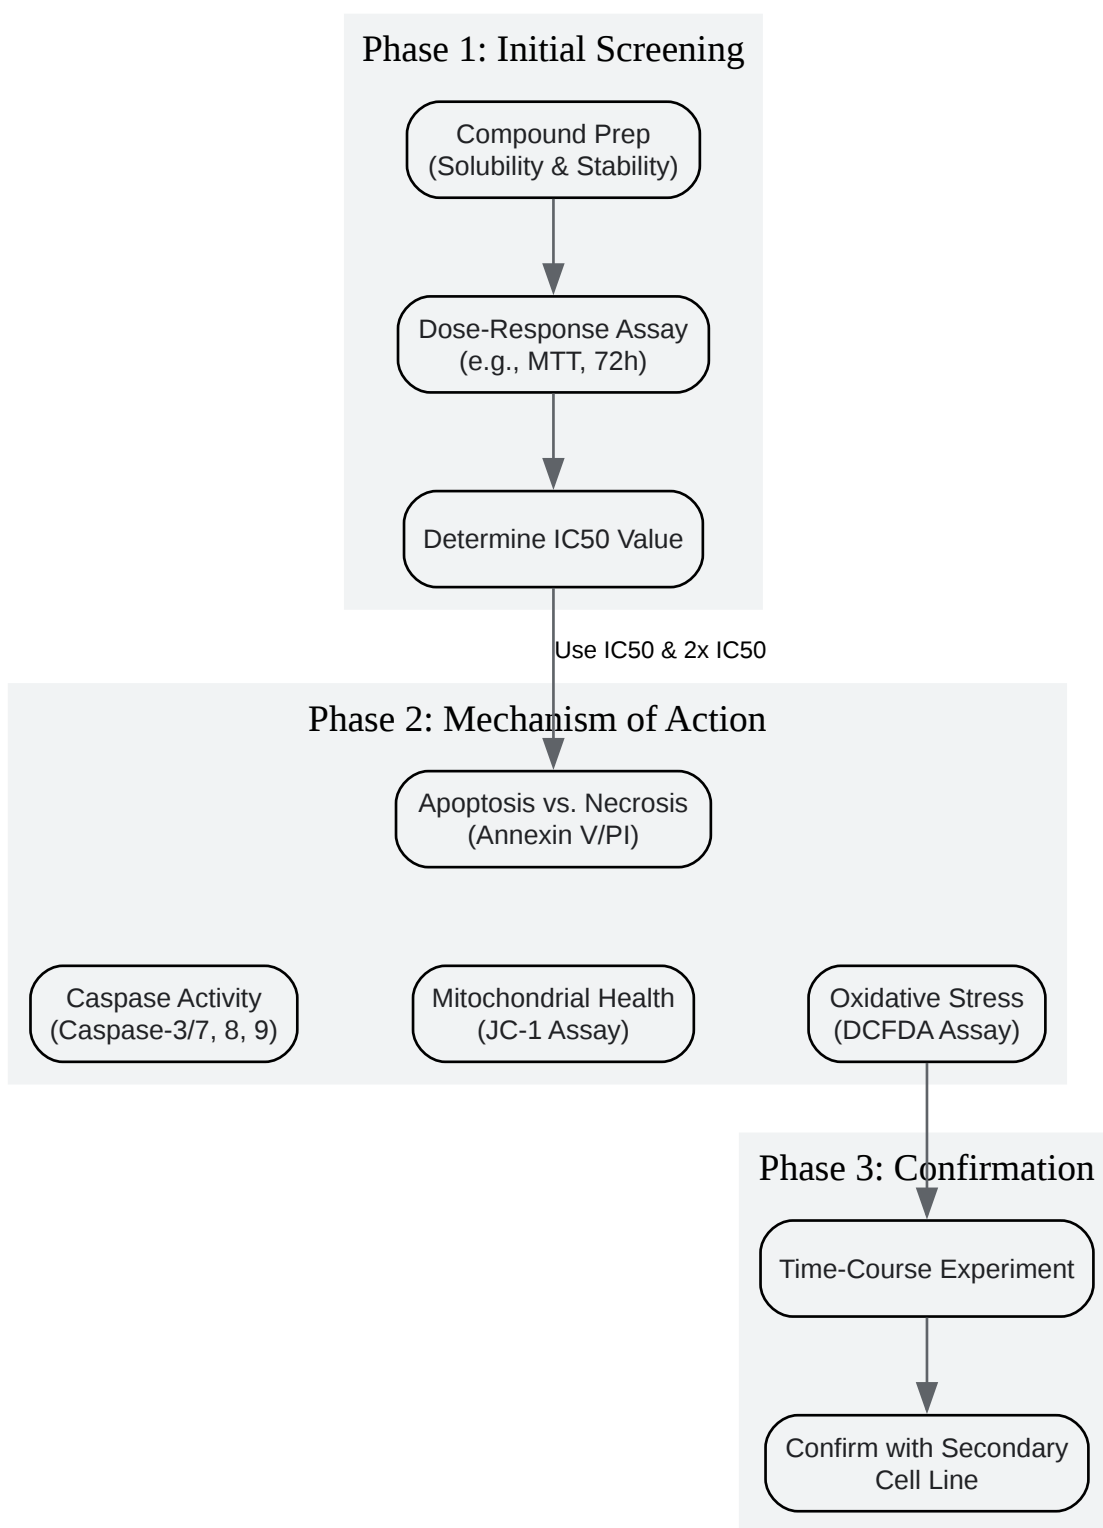 Phase 1: Initial Screening
Compound Prep
(Solubility & Stability)
Dose-Response Assay
(e.g., MTT, 72h)
Determine IC50 Value
Use IC50 & 2x IC50
Phase 2: Mechanism of Action
Apoptosis vs. Necrosis
(Annexin V/PI)
Caspase Activity
(Caspase-3/7, 8, 9)
Mitochondrial Health
(JC-1 Assay)
Oxidative Stress
(DCFDA Assay)
Phase 3: Confirmation
Time-Course Experiment
Confirm with Secondary
Cell Line